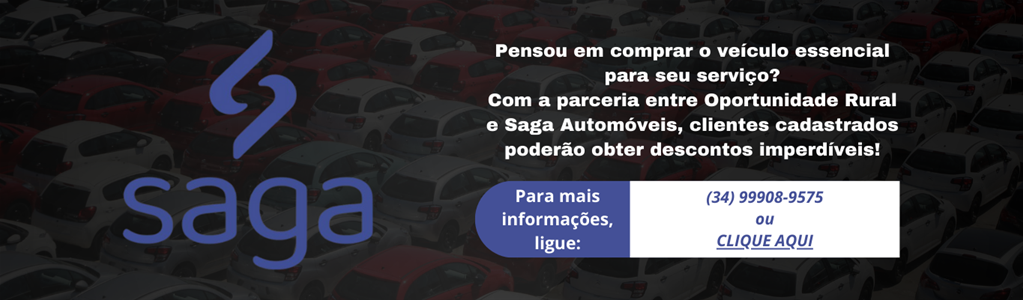 saga
Pensou em comprar o veículo essencial
para seu serviço?
Com a parceria entre Oportunidade Rural
e Saga Automóveis, clientes cadastrados
poderão obter descontos imperdíveis!
Para mais
informações,
ligue:
(34) 99908-9575
ou
CLIQUE AQUI